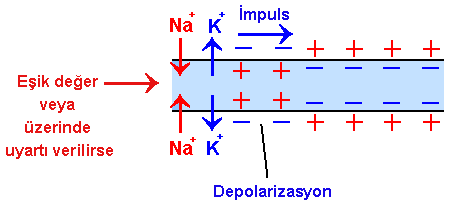 Na+ K+ İmpuls
− − + + + +
+ + − − − −
Eşik değer
veya
üzerinde
uyartı verilirse
+ + − − − −
− − + + + +
Na+ K+
Depolarizasyon